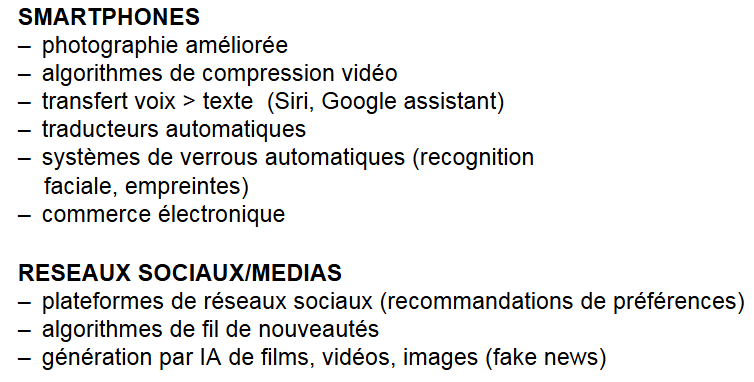 SMARTPHONES
– photographie améliorée
– algorithmes de compression vidéo
– transfert voix > texte  (Siri, Google assistant)
– traducteurs automatiques
– systèmes de verrous automatiques (recognition
faciale, empreintes)
– commerce électronique
RESEAUX SOCIAUX/MEDIAS
– plateformes de réseaux sociaux (recommandations de préférences)
– algorithmes de fil de nouveautés
– génération par IA de films, vidéos, images (fake news)